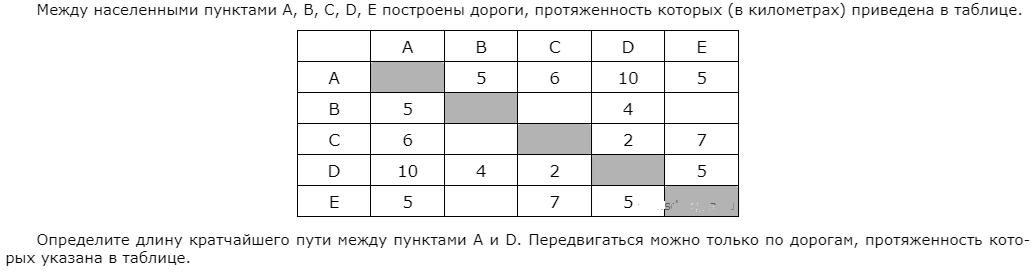 Между населенными пунктами A, B, C, D, E построены дороги, протяженность которых (в километрах) приведена в таблице.
A B C D E
A 5 6 10 5
B 5 4
C 6 2 7
D 10 4 2 5
E 5 7 5
Определите длину кратчайшего пути между пунктами A и D. Передвигаться можно только по дорогам, протяженность кото-
рых указана в таблице.